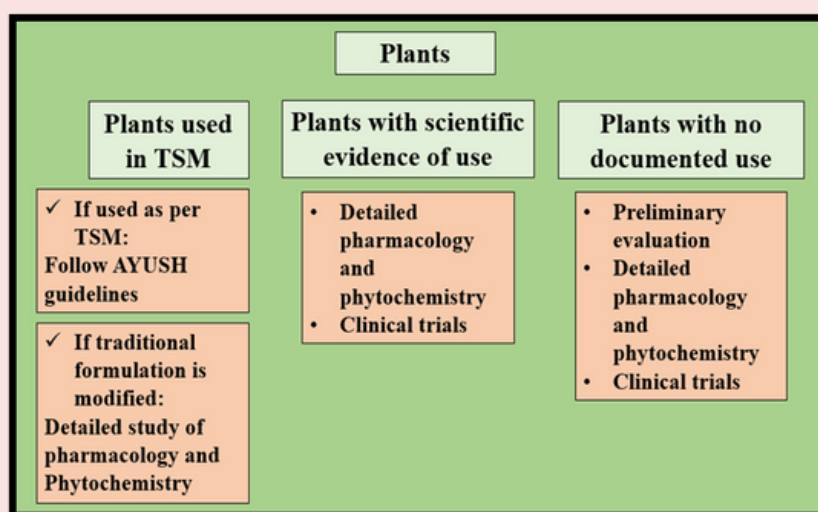 Plants
Plants used
in TSM
✓ If used as per
TSM:
Follow AYUSH
guidelines
✓ If traditional
formulation is
modified:
Detailed study of
pharmacology and
Phytochemistry
Plants with scientific
evidence of use
• Detailed
pharmacology
and
phytochemistry
• Clinical trials
Plants with no
documented use
• Preliminary
evaluation
• Detailed
pharmacology
and
phytochemistry
• Clinical trials